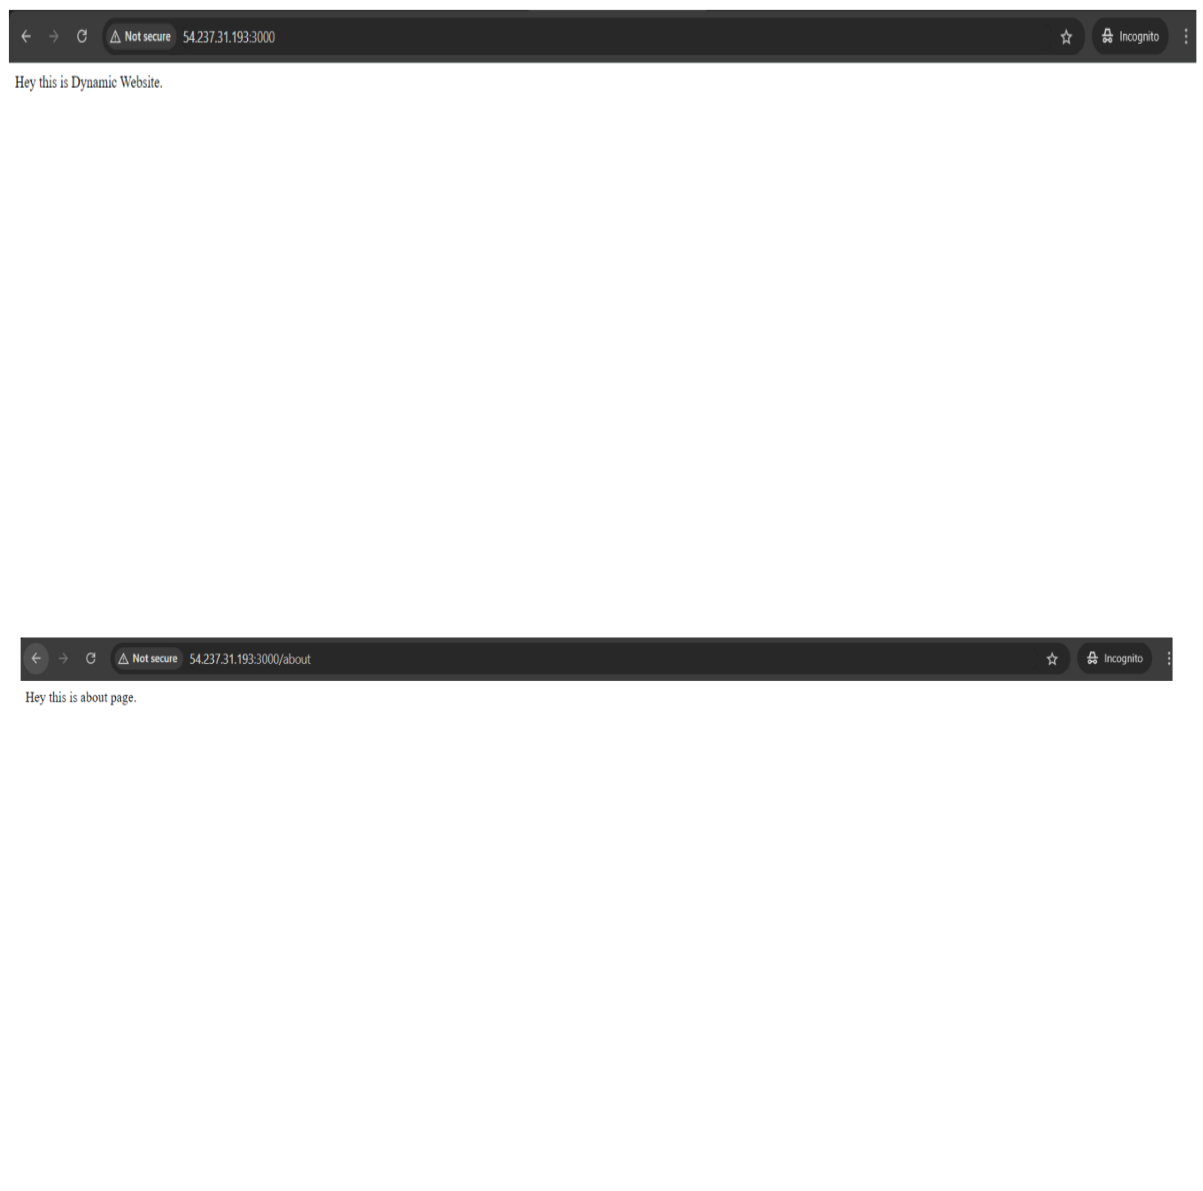 Not secure 54.237.31.193:3000 Incognito
Hey this is Dynamic Website.
Not secure 54.237.31.193:3000/about Incognito
Hey this is about page.